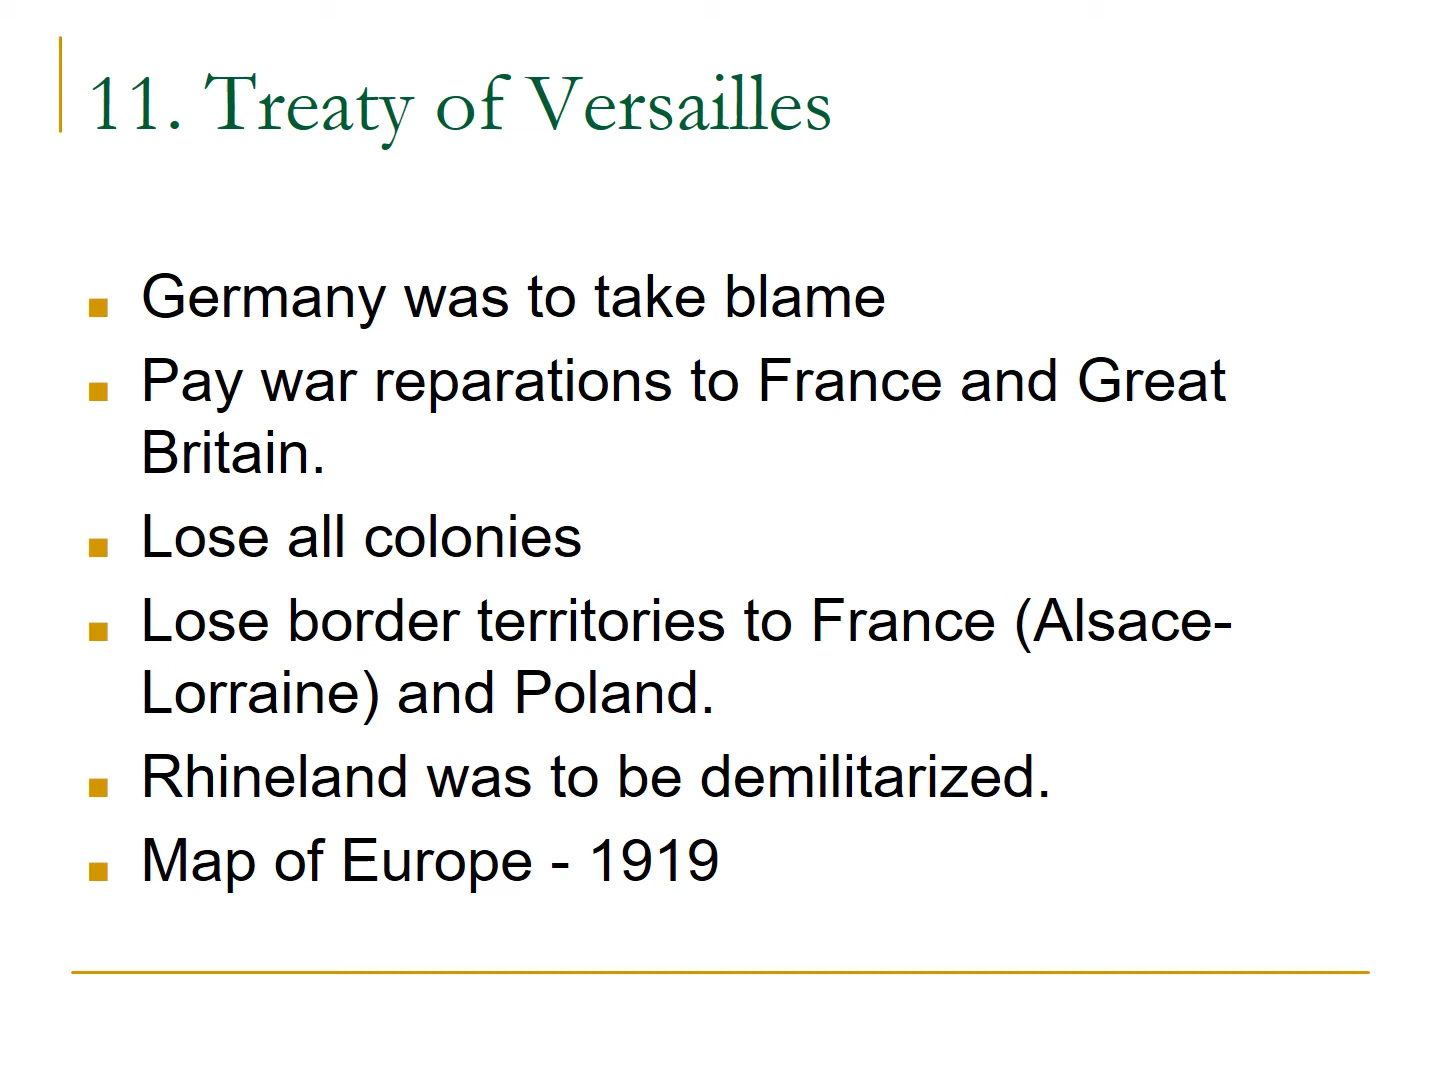 11. Treaty of Versailles
Germany was to take blame
Pay war reparations to France and Great
Britain.
Lose all colonies
Lose border territories to France (Alsace-
Lorraine) and Poland.
Rhineland was to be demilitarized.
Map of Europe - 1919